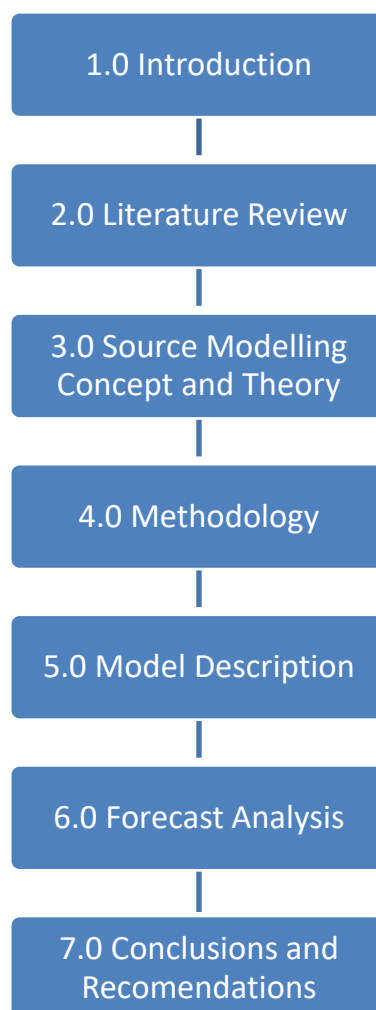 1.0 Introduction
2.0 Literature Review
3.0 Source Modelling
Concept and Theory
4.0 Methodology
5.0 Model Description
6.0 Forecast Analysis
7.0 Conclusions and
Recomendations